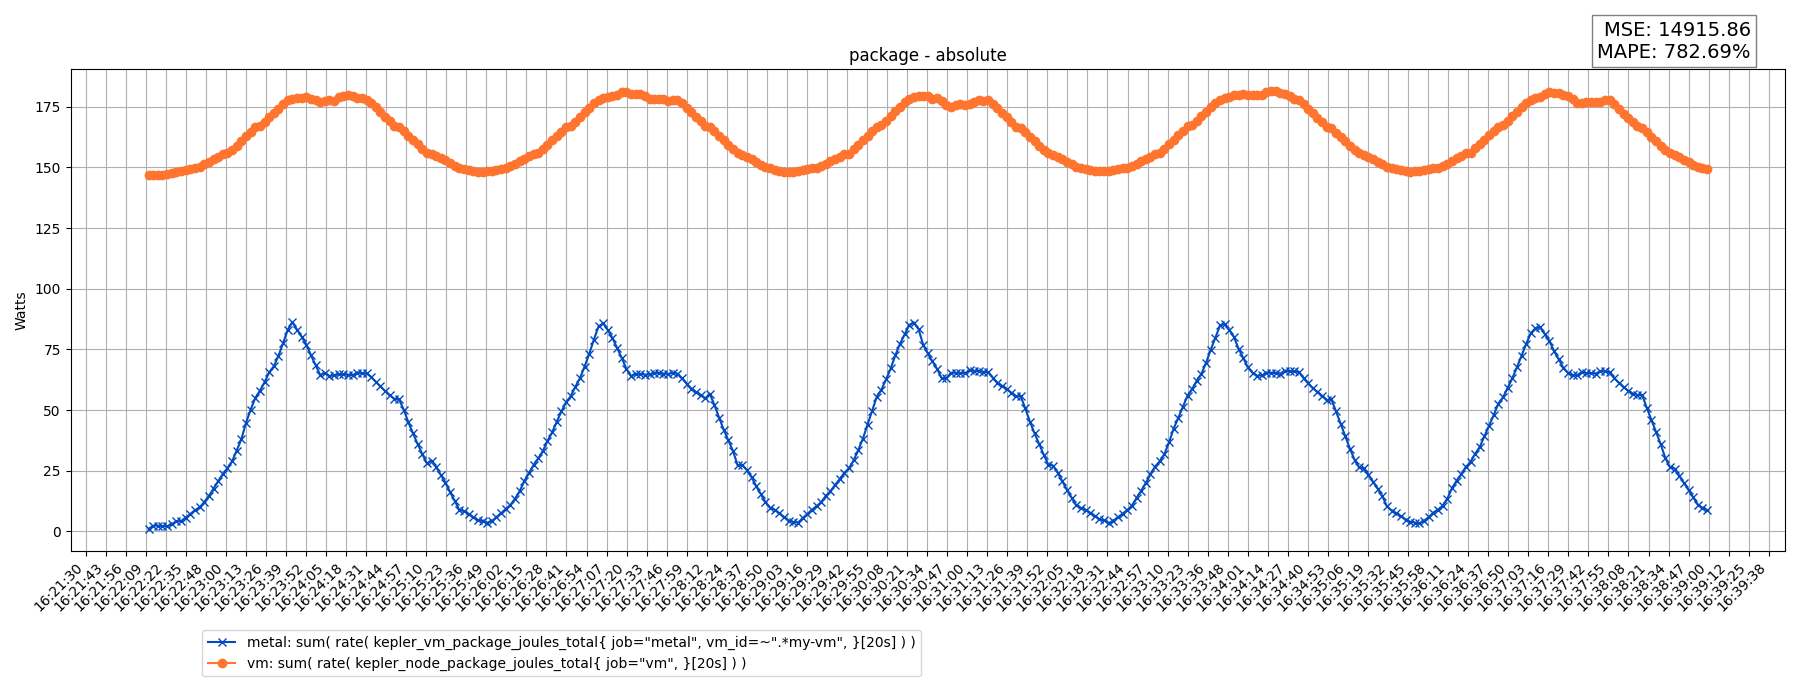 MSE: 14915.86
MAPE: 782.69%
package - absolute
Watts
175
150
125
100
75
50
25
0
16:21:30 16:21:43 16:21:56 16:22:09 16:22:22 16:22:35 16:22:48 16:23:00 16:23:13 16:23:26 16:23:39 16:23:52 16:24:05 16:24:18 16:24:31 16:24:44 16:24:57 16:25:10 16:25:23 16:25:36 16:25:49 16:26:02 16:26:15 16:26:28 16:26:41 16:26:54 16:27:07 16:27:20 16:27:33 16:27:46 16:27:59 16:28:12 16:28:24 16:28:37 16:28:50 16:29:03 16:29:16 16:29:29 16:29:42 16:29:55 16:30:08 16:30:21 16:30:34 16:30:47 16:31:00 16:31:13 16:31:26 16:31:39 16:31:52 16:32:05 16:32:18 16:32:31 16:32:44 16:32:57 16:33:10 16:33:23 16:33:36 16:33:48 16:34:01 16:34:14 16:34:27 16:34:40 16:34:53 16:35:06 16:35:19 16:35:32 16:35:45 16:35:58 16:36:11 16:36:24 16:36:37 16:36:50 16:37:03 16:37:16 16:37:29 16:37:42 16:37:55 16:38:08 16:38:21 16:38:34 16:38:47 16:39:00 16:39:12 16:39:25 16:39:38
metal: sum( rate( kepler_vm_package_joules_total{ job="metal", vm_id=~".*my-vm", }[20s] ) )
vm: sum( rate( kepler_node_package_joules_total{ job="vm", }[20s] ) )